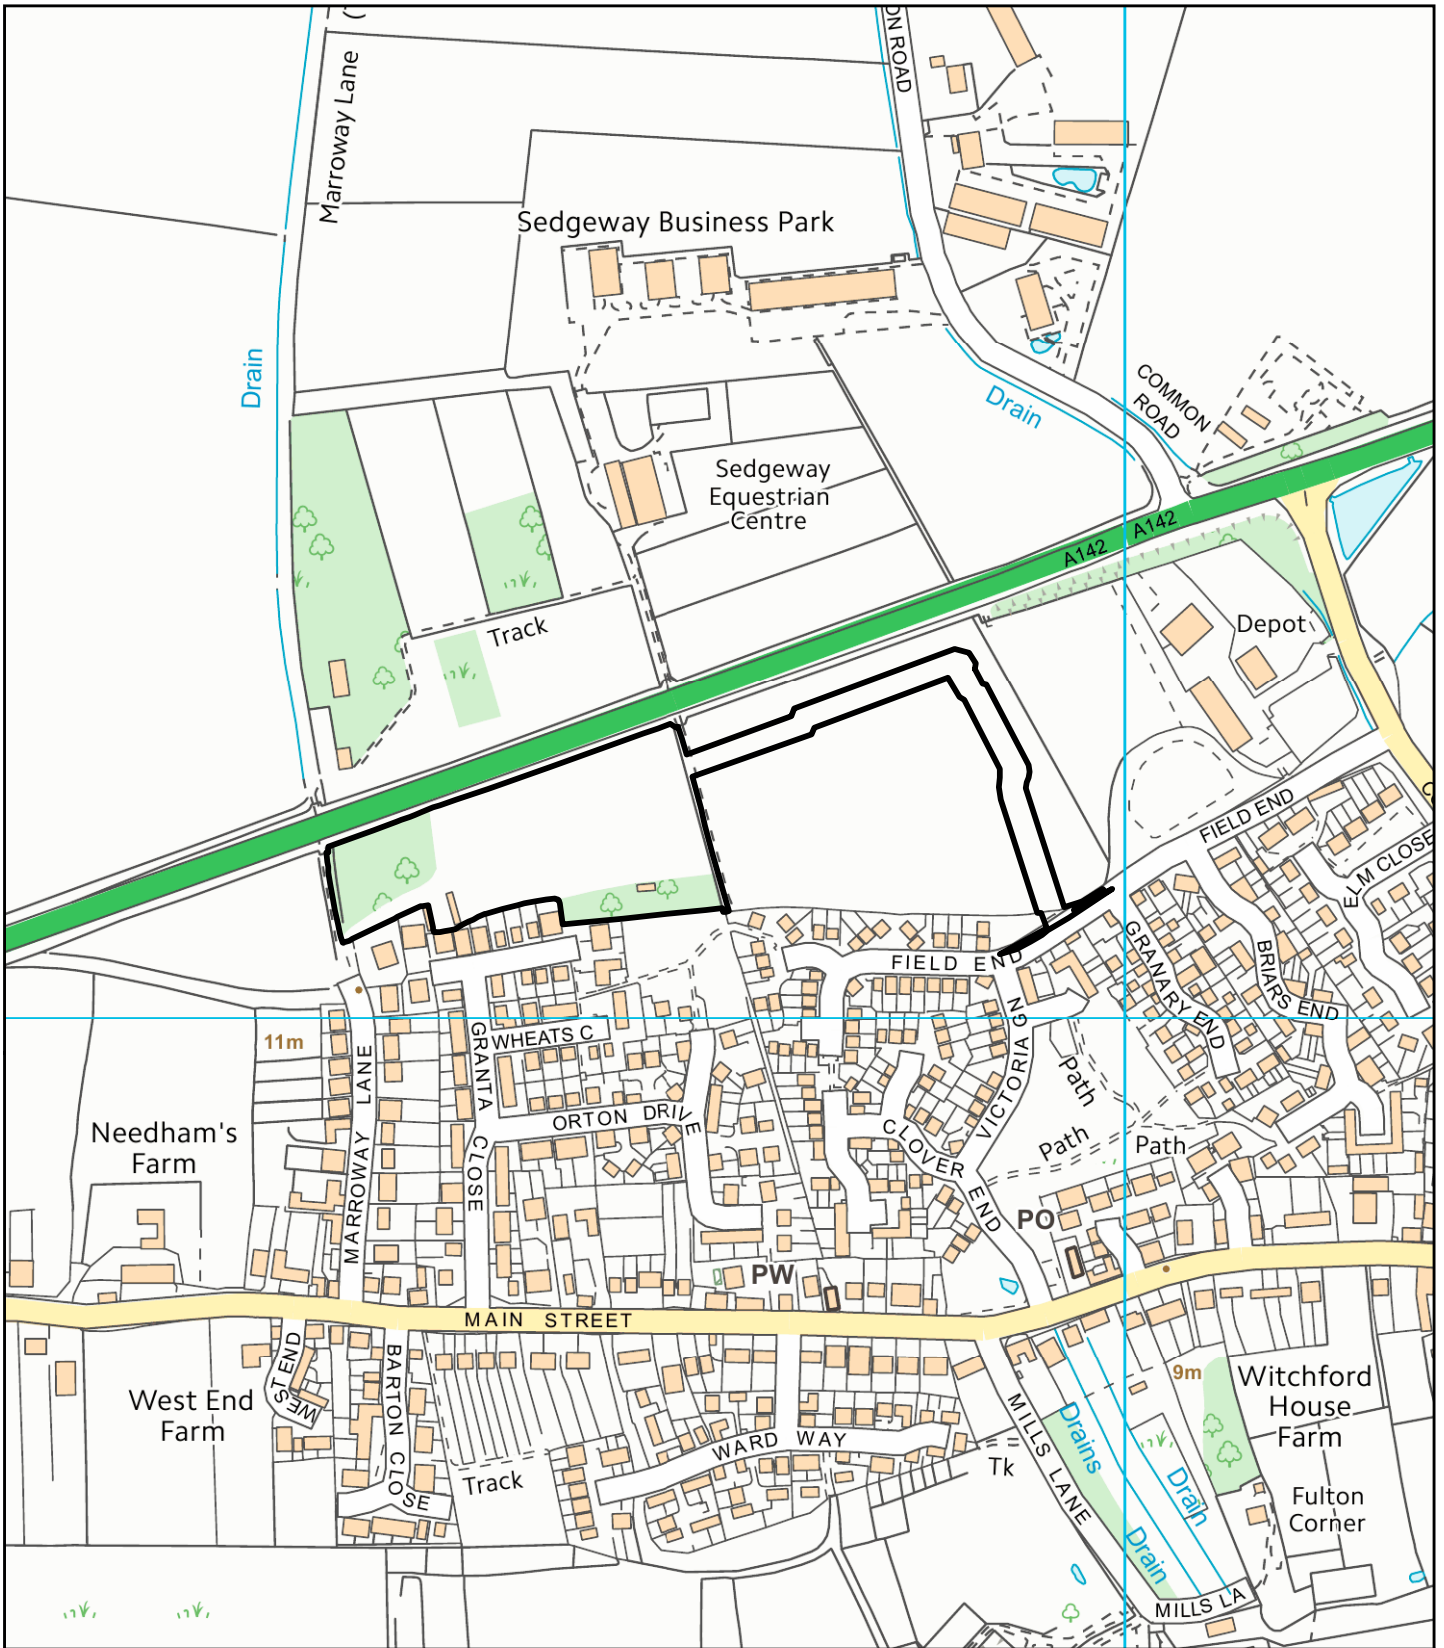 Marroway Lane
ON ROAD
Sedgeway Business Park
Drain
Drain
COMMON
ROAD
Sedgeway
Equestrian
Centre
A142
A142
Track
Depot
FIELD END
ELM CLOSE
FIELD END
GRANARY END
BRIARS END
11m
GRANTA CLOSE
WHEATS C
ORTON DRIVE
VICTORIA GN
CLOVER END
MARROWAY LANE
Path
Path
Path
Needham's
Farm
PO
PW
MAIN STREET
WEST END
BARTON CLOSE
West End
Farm
9m
Witchford
House
Farm
WARD WAY
MILLS LANE
Drains
Drain
Drain
Track
Tk
Fulton
Corner
MILLS LA